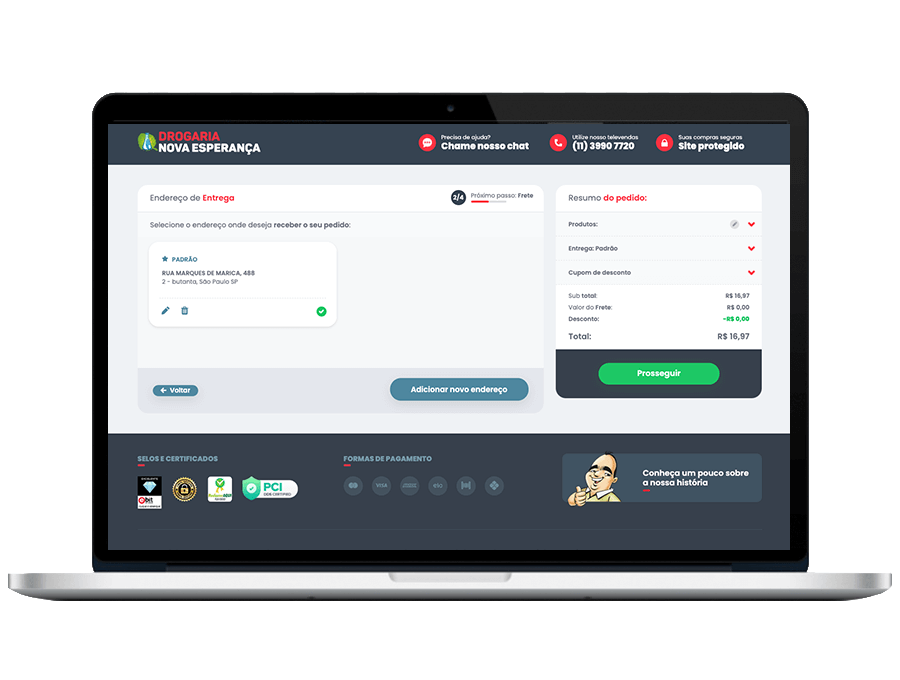 DROGARIA
NOVA ESPERANÇA
Precisa de ajuda?
Chame nosso chat
Utilize nosso televendas
(11) 3990 7720
Suas compras seguras
Site protegido
Endereço de Entrega
2/4
Próximo passo: Frete
Selecione o endereço onde deseja receber o seu pedido:
PADRÃO
RUA MARQUES DE MARICA, 488
2 - butanta, São Paulo SP
Voltar
Adicionar novo endereço
Resumo do pedido:
Produtos:
Entrega: Padrão
Cupom de desconto
Sub total: R$ 16,97
Valor do Frete: R$ 0,00
Desconto: -R$ 0,00
Total: R$ 16,97
Prosseguir
SELOS E CERTIFICADOS
PCI
FORMAS DE PAGAMENTO
VISA
elo
Conheça um pouco sobre
a nossa história